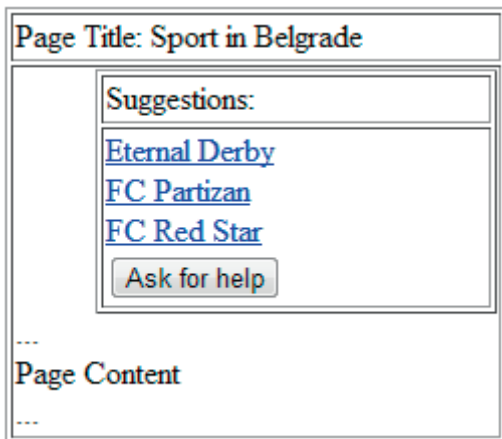 Page Title: Sport in Belgrade
Suggestions:
Eternal Derby
FC Partizan
FC Red Star
Ask for help
---
Page Content
---